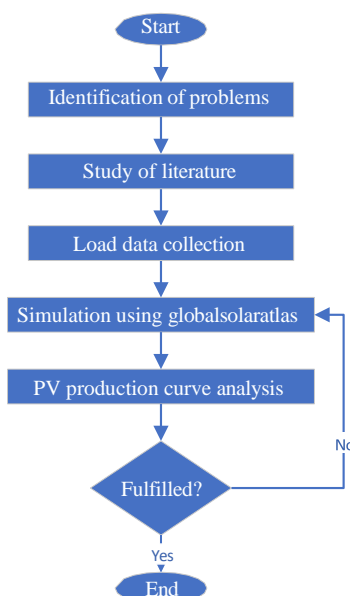 Start
Identification of problems
Study of literature
Load data collection
Simulation using globalsolaratlas
PV production curve analysis
No
Fulfilled?
Yes
End